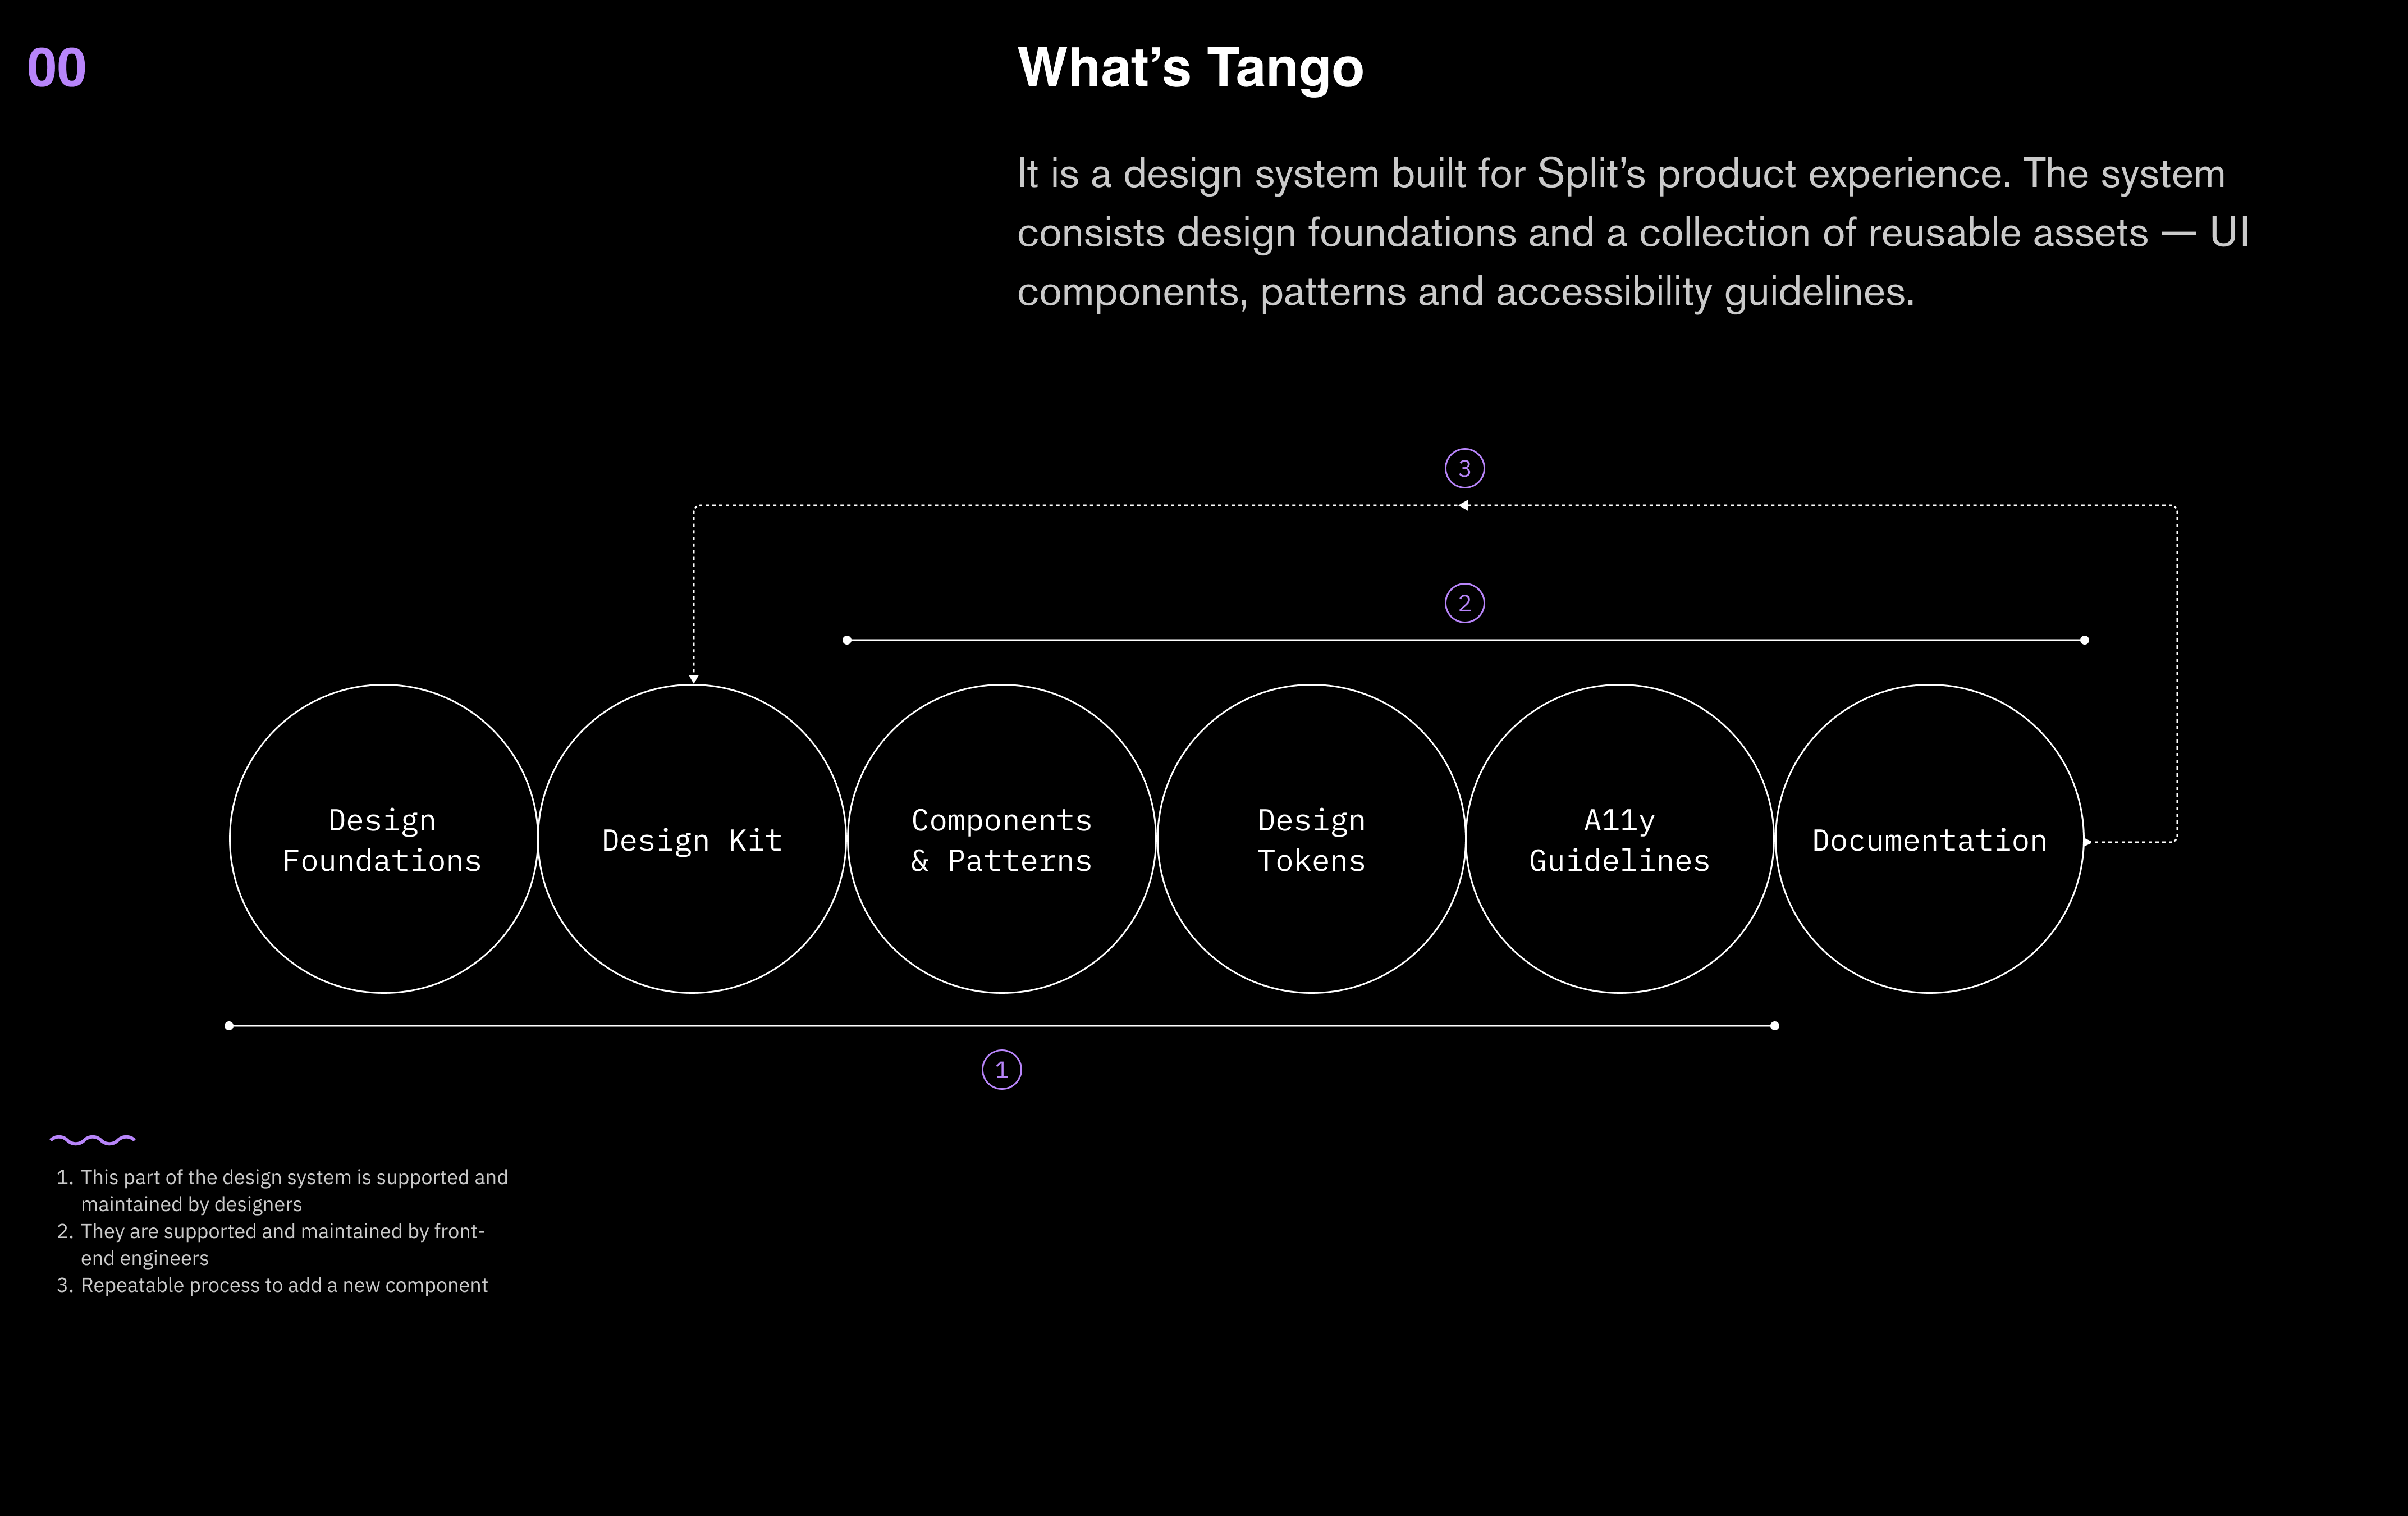 00
What’s Tango
It is a design system built for Split’s product experience. The system
consists design foundations and a collection of reusable assets — UI
components, patterns and accessibility guidelines.
3
2
Design
Foundations
Design Kit
Components
& Patterns
Design
Tokens
A11y
Guidelines
Documentation
1
1. This part of the design system is supported and
maintained by designers
2. They are supported and maintained by front-
end engineers
3. Repeatable process to add a new component